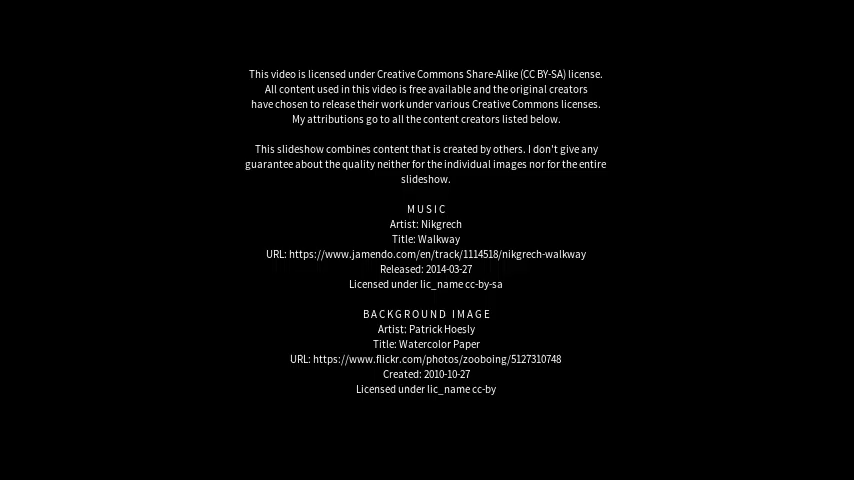 This video is licensed under Creative Commons Share-Alike (CC BY-SA) license.
All content used in this video is free available and the original creators
have chosen to release their work under various Creative Commons licenses.
My attributions go to all the content creators listed below.
This slideshow combines content that is created by others. I don't give any
guarantee about the quality neither for the individual images nor for the entire
slideshow.
MUSIC
Artist: Nikgrech
Title: Walkway
URL: https://www.jamendo.com/en/track/1114518/nikgrech-walkway
Released: 2014-03-27
Licensed under lic_name cc-by-sa
BACKGROUND IMAGE
Artist: Patrick Hoesly
Title: Watercolor Paper
URL: https://www.flickr.com/photos/zooboing/5127310748
Created: 2010-10-27
Licensed under lic_name cc-by